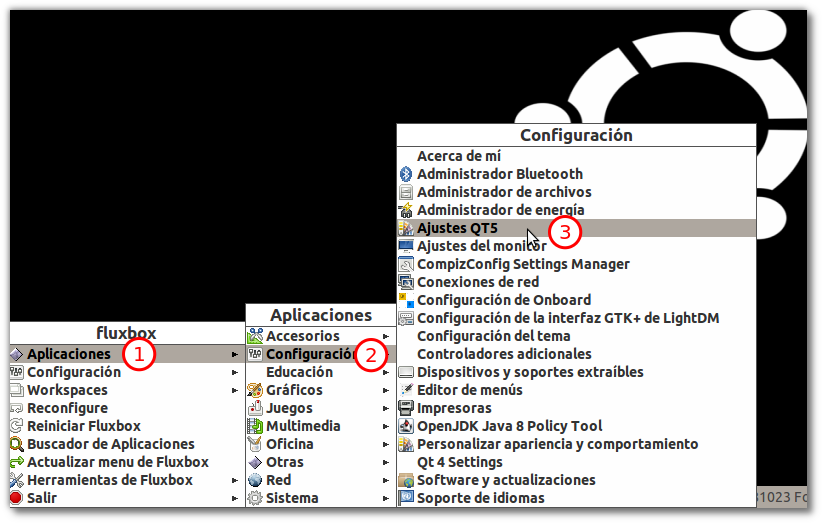 fluxbox
Aplicaciones
1
Configuración
Workspaces
Reconfigure
Reiniciar Fluxbox
Buscador de Aplicaciones
Actualizar menu de Fluxbox
Herramientas de Fluxbox
Salir
Aplicaciones
Accesorios
Configuración
2
Educación
Gráficos
Juegos
Multimedia
Oficina
Otras
Red
Sistema
Configuración
Acerca de mí
Administrador Bluetooth
Administrador de archivos
Administrador de energía
Ajustes QT5
3
Ajustes del monitor
CompizConfig Settings Manager
Conexiones de red
Configuración de Onboard
Configuración de la interfaz GTK+ de LightDM
Configuración del tema
Controladores adicionales
Dispositivos y soportes extraíbles
Editor de menús
Impresoras
OpenJDK Java 8 Policy Tool
Personalizar apariencia y comportamiento
Qt 4 Settings
Software y actualizaciones
Soporte de idiomas